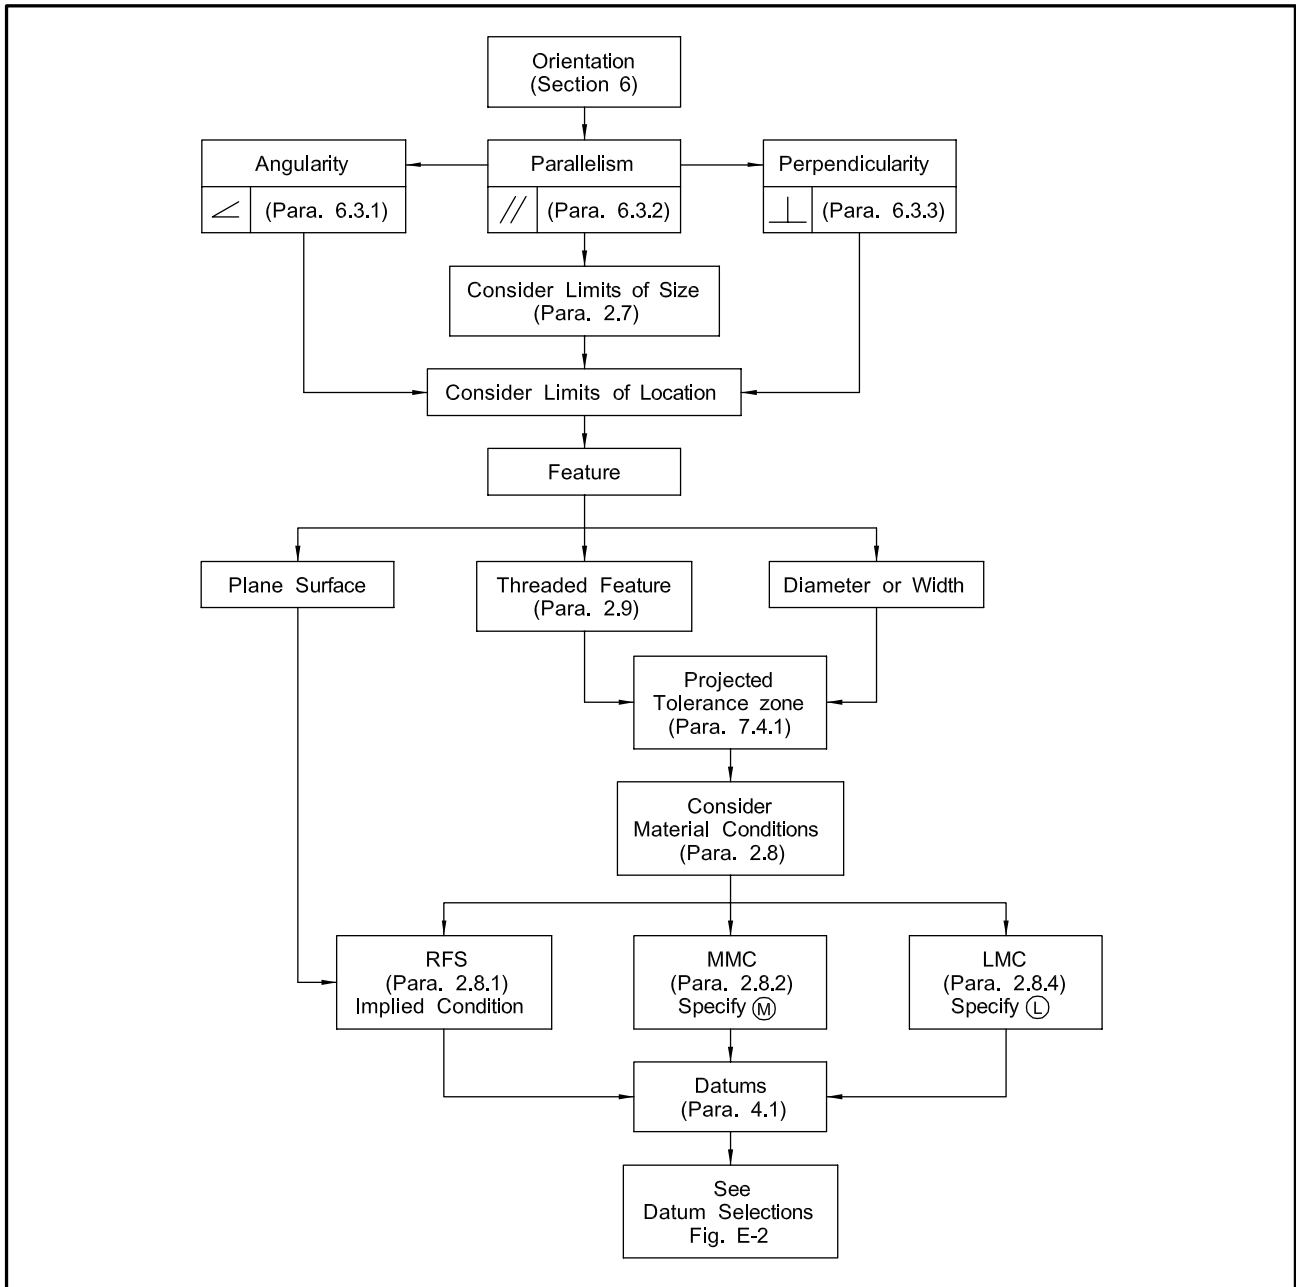 Orientation
(Section 6)
Angularity
Parallelism
Perpendicularity
(Para. 6.3.1)
(Para. 6.3.2)
(Para. 6.3.3)
Consider Limits of Size
(Para. 2.7)
Consider Limits of Location
Feature
Plane Surface
Threaded Feature
(Para. 2.9)
Diameter or Width
Projected
Tolerance zone
(Para. 7.4.1)
Consider
Material Conditions
(Para. 2.8)
RFS
(Para. 2.8.1)
Implied Condition
MMC
(Para. 2.8.2)
Specify Ⓜ
LMC
(Para. 2.8.4)
Specify Ⓛ
Datums
(Para. 4.1)
See
Datum Selections
Fig. E-2